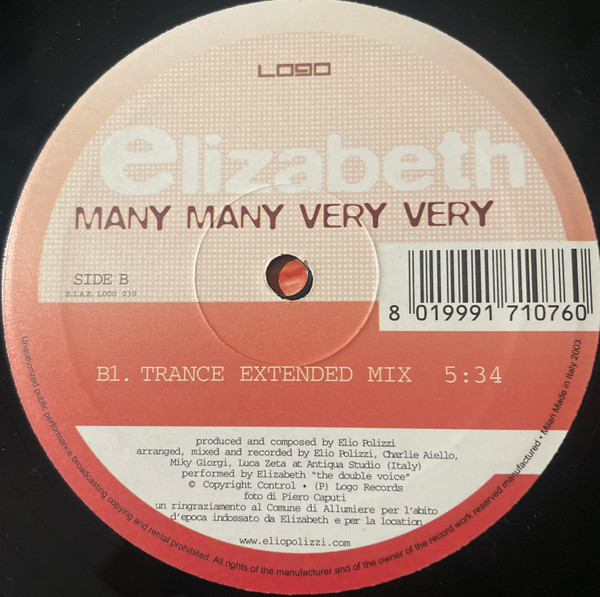 LOGO
elizabeth
MANY MANY VERY VERY
SIDE B
S.I.A.E. LOGO 030
8 019991 710760
B1. TRANCE EXTENDED MIX 5:34
produced and composed by Elio Polizzi
arranged, mixed and recorded by Elio Polizzi, Charlie Aiello,
Miky Giorgi, Luca Zeta at Antiqua Studio (Italy)
performed by Elizabeth "the double voice"
© Copyright Control • (P) Logo Records
foto di Piero Caputi
un ringraziamento al Comune di Allumiere per l'abito
d'epoca indossato da Elizabeth e per la location
www.eliopolizzi.com
Unauthorized public performance broadcasting copying and rental prohibited. All rights of the manufacturer and of the owner of the record work reserved manufactured • Milan Made in Italy 2003.